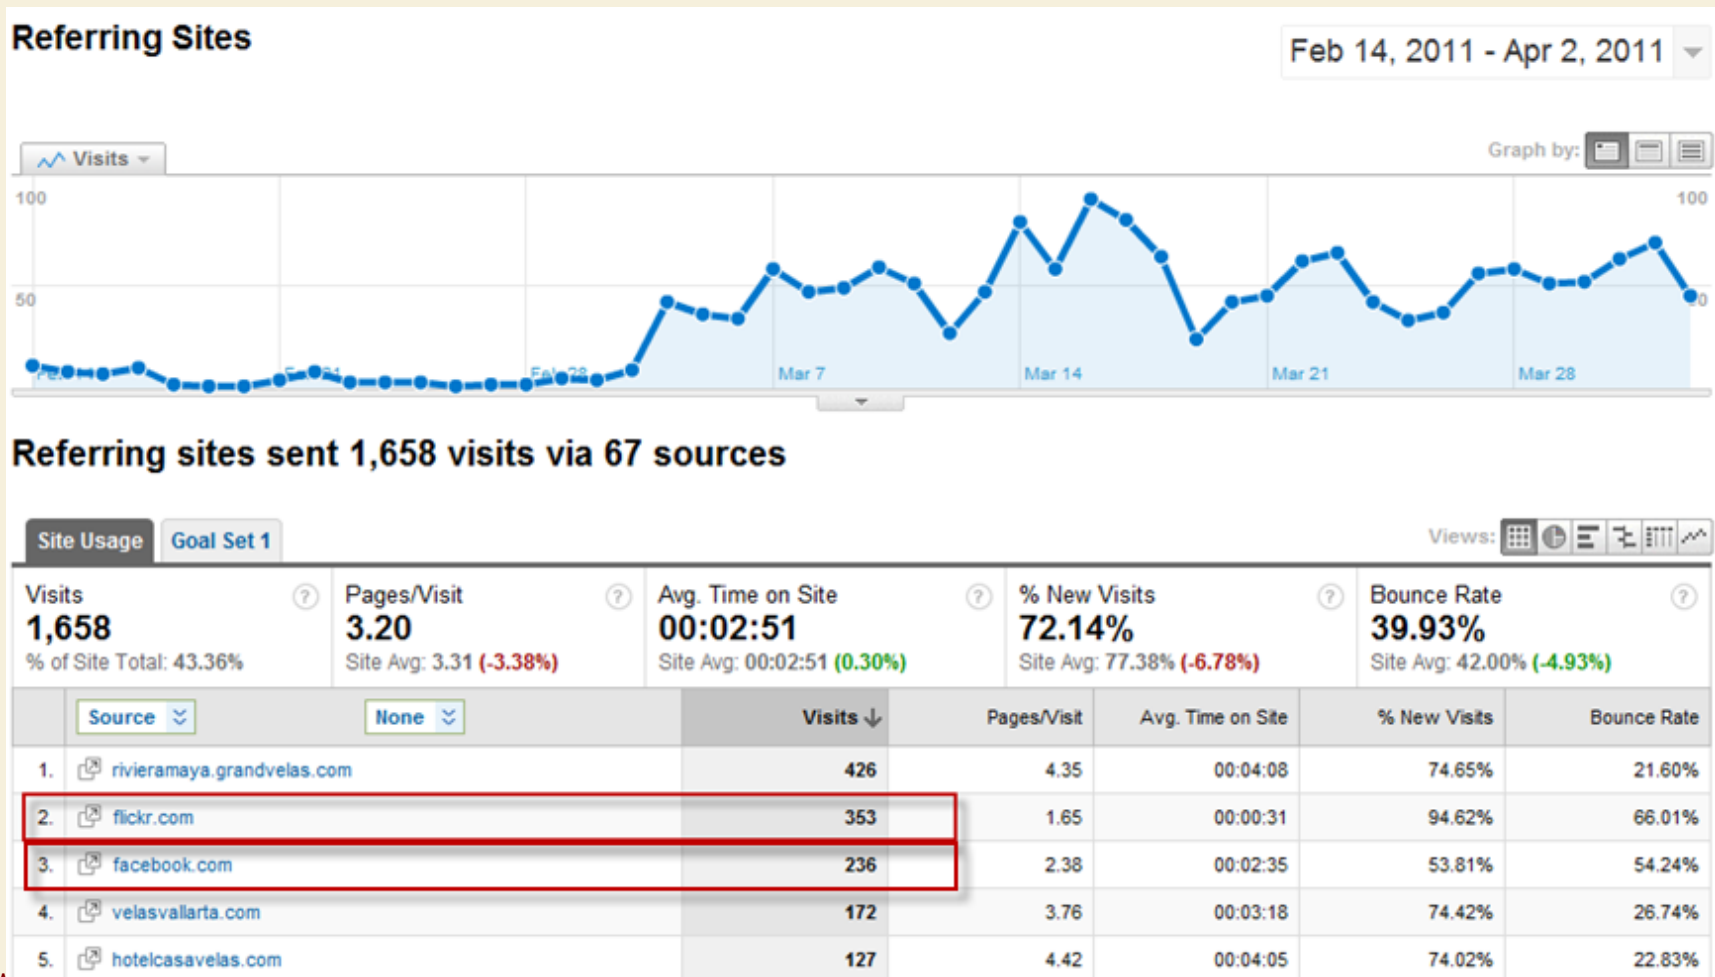 Referring Sites
Feb 14, 2011 - Apr 2, 2011
Visits
Graph by:
100 100
50
Mar 7 Mar 14 Mar 21 Mar 28
Referring sites sent 1,658 visits via 67 sources
Site Usage Goal Set 1 Views:
Visits Pages/Visit Avg. Time on Site % New Visits Bounce Rate
1,658 3.20 00:02:51 72.14% 39.93%
% of Site Total: 43.36% Site Avg: 3.31 (-3.38%) Site Avg: 00:02:51 (0.30%) Site Avg: 77.38% (-6.78%) Site Avg: 42.00% (-4.93%)
Source None Visits Pages/Visit Avg. Time on Site % New Visits Bounce Rate
1. rivieramaya.grandvelas.com 426 4.35 00:04:08 74.65% 21.60%
2. flickr.com 353 1.65 00:00:31 94.62% 66.01%
3. facebook.com 236 2.38 00:02:35 53.81% 54.24%
4. velasvallarta.com 172 3.76 00:03:18 74.42% 26.74%
5. hotelcasavelas.com 127 4.42 00:04:05 74.02% 22.83%